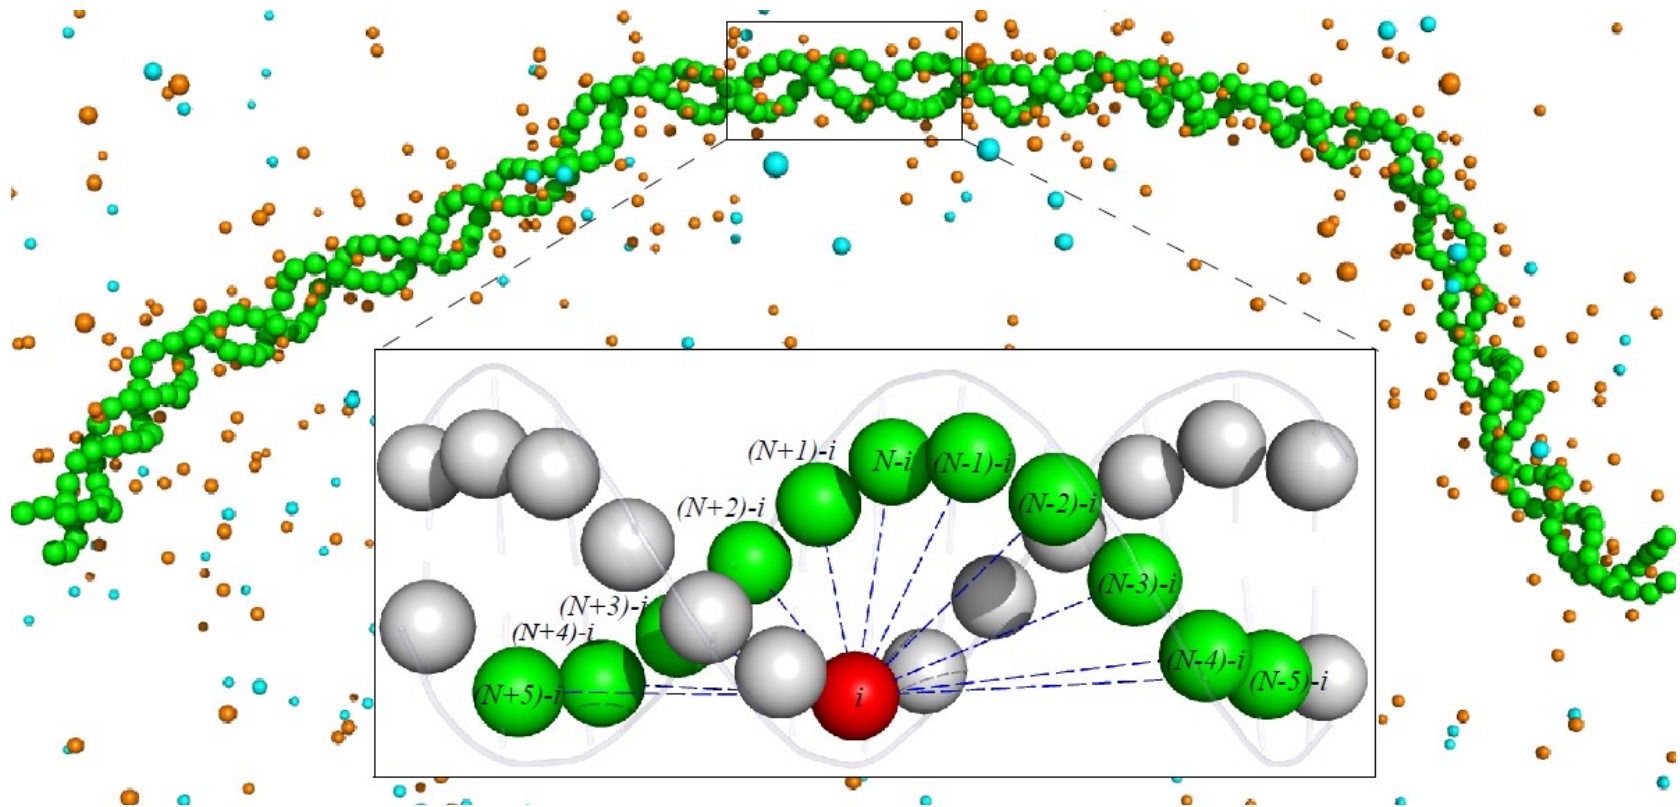 (N+1)-i
N-i
(N-1)-i
(N+2)-i
(N-2)-i
(N+3)-i
(N-3)-i
(N+4)-i
(N-4)-i
(N+5)-i
i
(N-5)-i